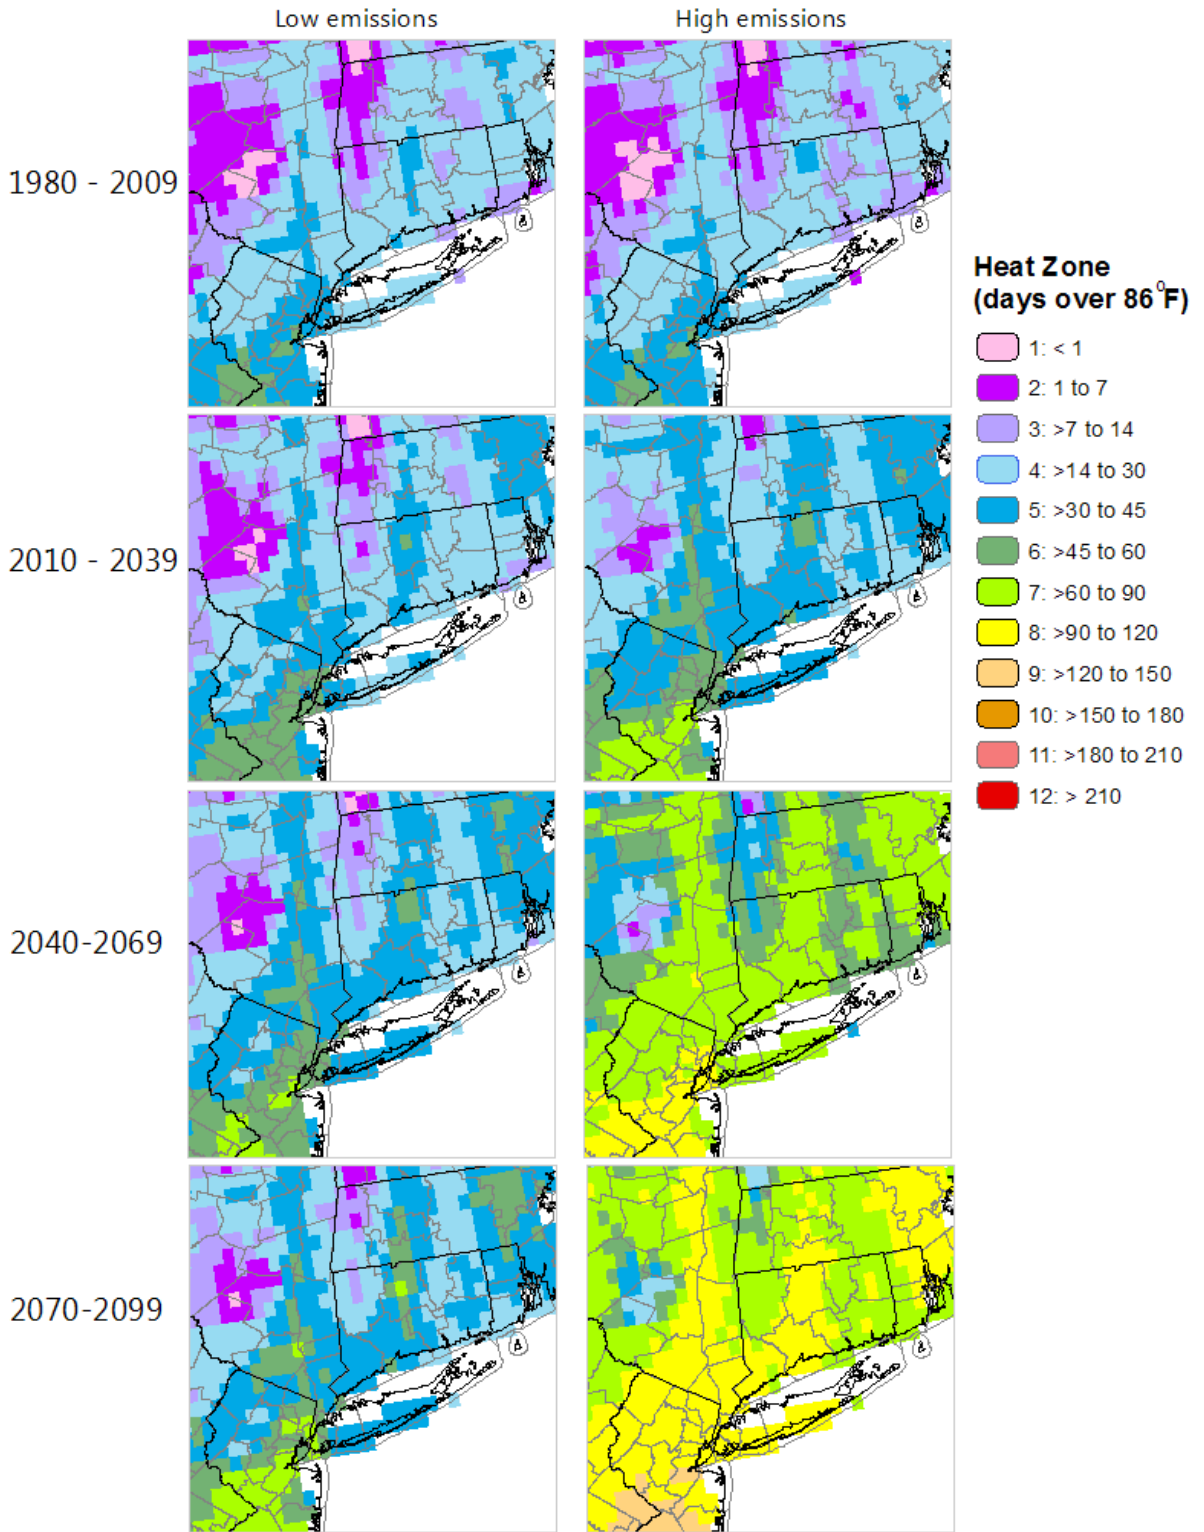 Low emissions
High emissions
1980 - 2009
2010 - 2039
2040-2069
2070-2099
Heat Zone
(days over 86⁰F)
1: < 1
2: 1 to 7
3: >7 to 14
4: >14 to 30
5: >30 to 45
6: >45 to 60
7: >60 to 90
8: >90 to 120
9: >120 to 150
10: >150 to 180
11: >180 to 210
12: > 210